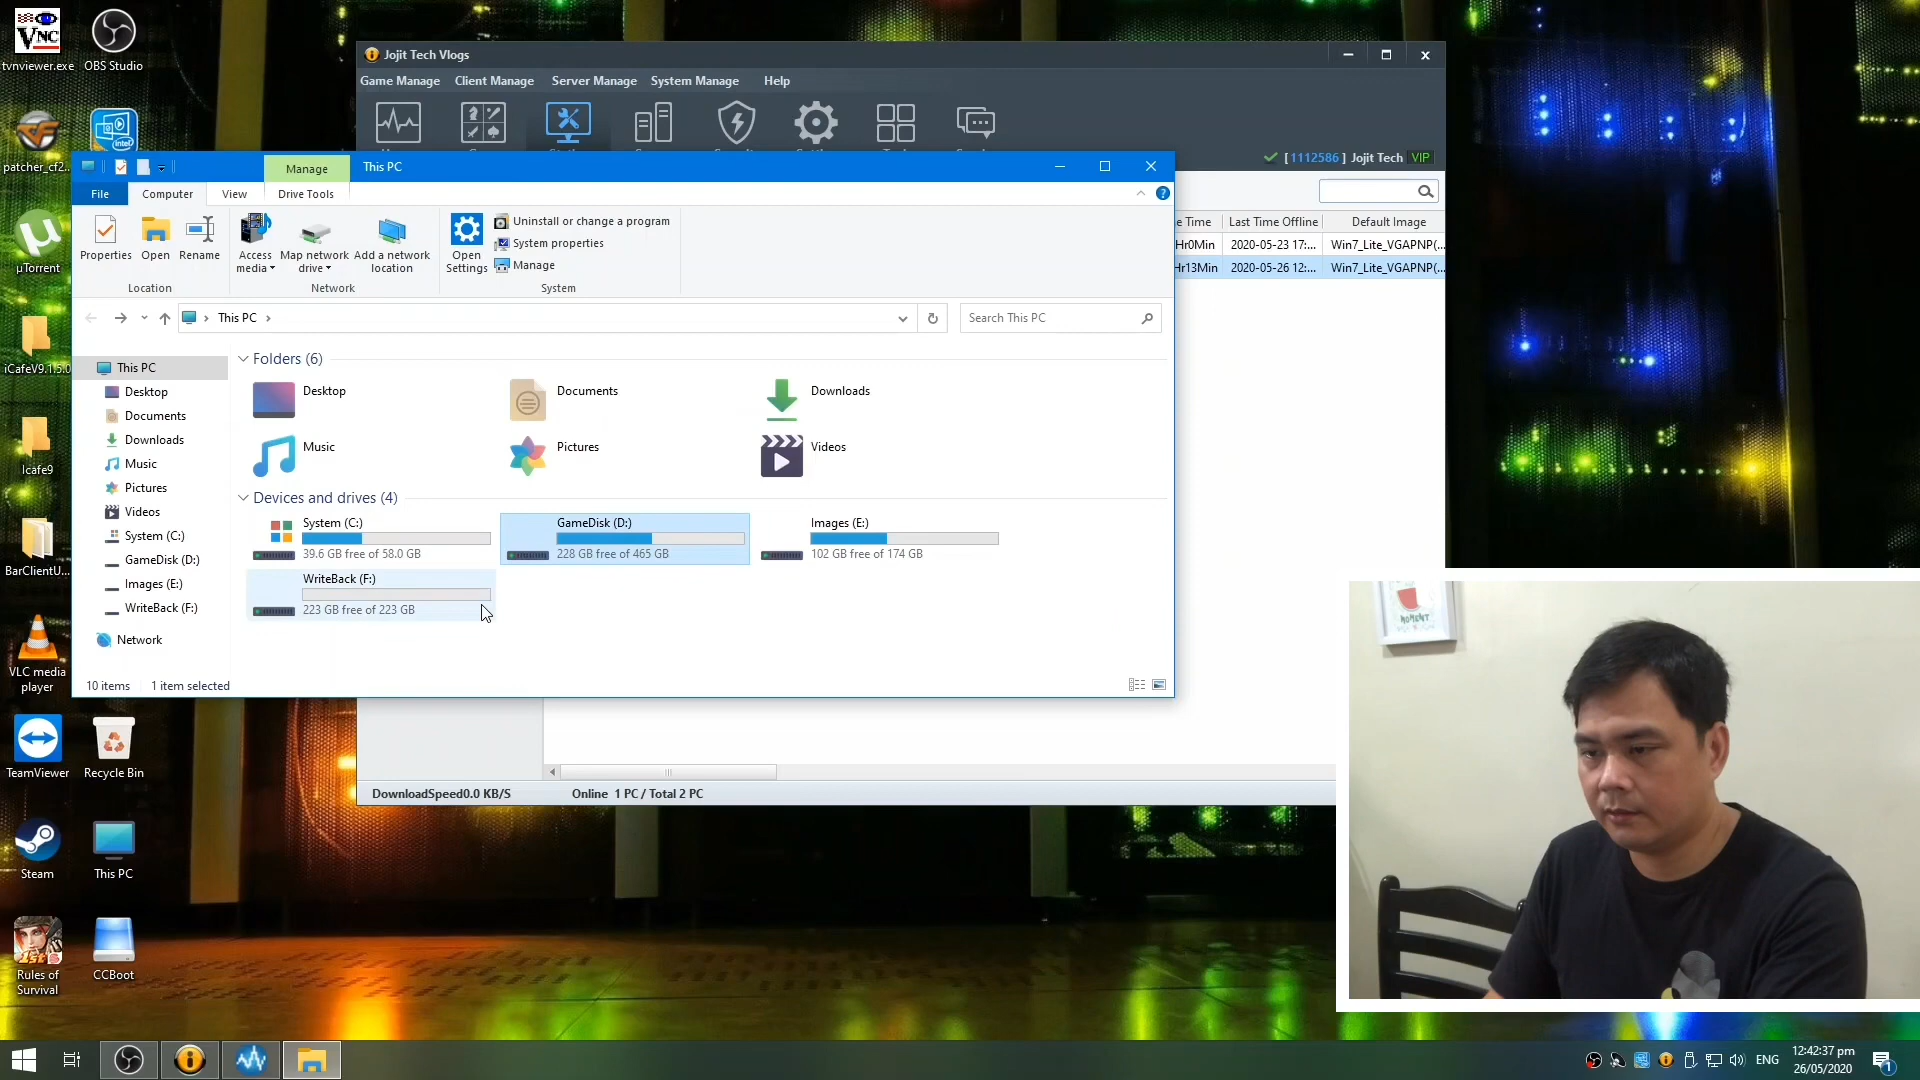 VNC
tvnviewer.exe
OBS Studio
patcher_cf2...
intel
µTorrent
iCafeV9.1.5.0
Icafe9
BarClientU...
VLC media
player
TeamViewer
Recycle Bin
Steam
This PC
Rules of
Survival
CCBoot
Jojit Tech Vlogs
Game Manage
Client Manage
Server Manage
System Manage
Help
[ 1112586 ] Jojit Tech VIP
e Time
Last Time Offline
Default Image
Hr0Min
2020-05-23 17:...
Win7_Lite_VGAPNP(...
Hr13Min
2020-05-26 12:...
Win7_Lite_VGAPNP(...
Manage
This PC
File
Computer
View
Drive Tools
Properties
Open
Rename
Location
Access
media
Map network
drive
Add a network
location
Network
Open
Settings
Uninstall or change a program
System properties
Manage
System
This PC
Search This PC
This PC
Desktop
Documents
Downloads
Music
Pictures
Videos
System (C:)
GameDisk (D:)
Images (E:)
WriteBack (F:)
Network
Folders (6)
Desktop
Documents
Downloads
Music
Pictures
Videos
Devices and drives (4)
System (C:)
39.6 GB free of 58.0 GB
GameDisk (D:)
228 GB free of 465 GB
Images (E:)
102 GB free of 174 GB
WriteBack (F:)
223 GB free of 223 GB
10 items
1 item selected
DownloadSpeed0.0 KB/S
Online 1 PC / Total 2 PC
MOMENT
ENG
12:42:37 pm
26/05/2020
1